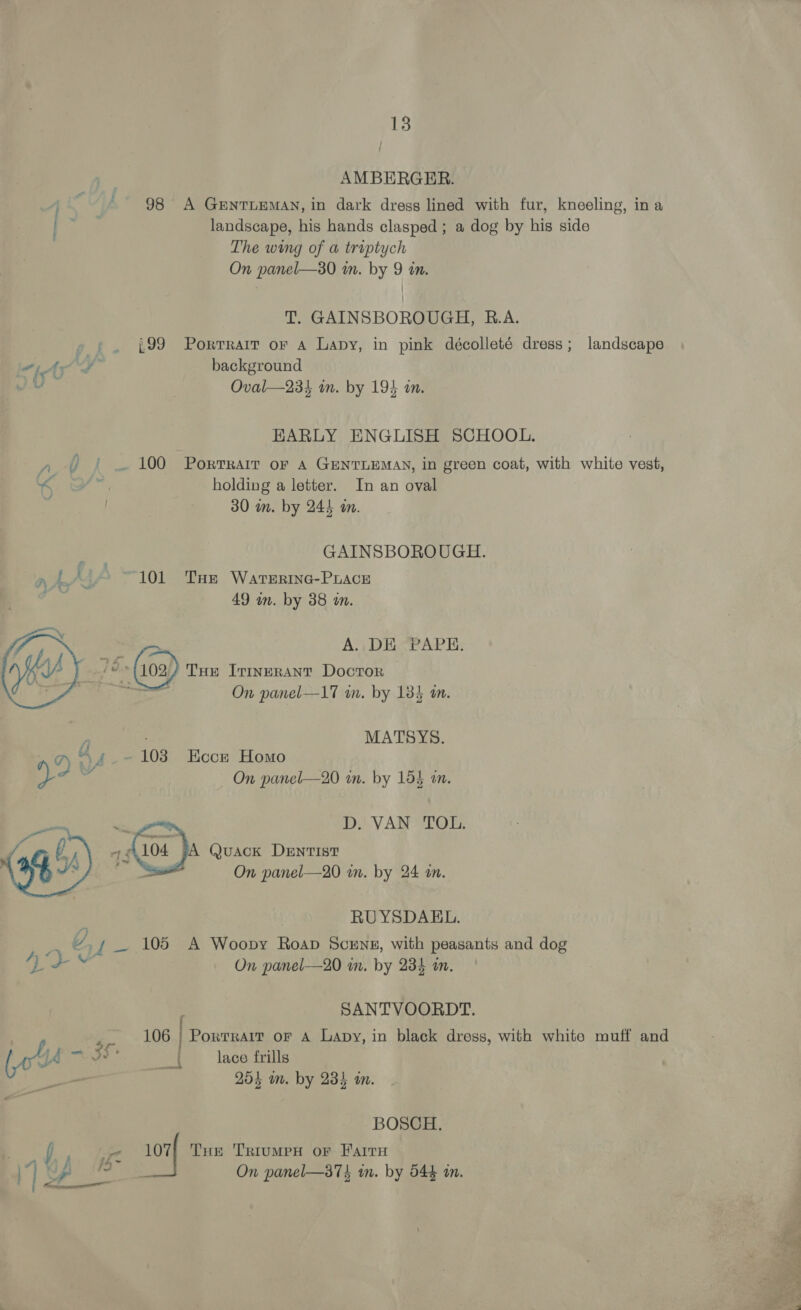 13
AMBERGER.
98 A GENTLEMAN, in dark dress lined with fur, kneeling, in a
landscape, his hands clasped; a dog by his side
The wing of a triptych
On panel—30 in. by 9 in.
T. GAINSBOROUGH, R.A.
99 PORTRAIT OF A LADY, in pink décolleté dress; landscape
background
Oval—23½ in. by 19½ in.
EARLY ENGLISH SCHOOL.
100 PORTRAIT OF A GENTLEMAN, in green coat, with white vest,
holding a letter. In an oval
30 in. by 24½ in.
GAINSBOROUGH.
101 THE WATERING-PLACE
49 in. by 38 in.
A. DE PAPE.
102 THE ITINERANT DOCTOR
On panel—17 in. by 13½ in.
MATSYS.
103 ECCE HOMO
On panel—20 in. by 15½ in.
D. VAN TOL.
104 A QUACK DENTIST
On panel—20 in. by 24 in.
RUYSDAEL.
105 A WOODY ROAD SCENE, with peasants and dog
On panel—20 in. by 23½ in.
SANTVOORDT.
106 PORTRAIT OF A LADY, in black dress, with white muff and
lace frills
25½ in. by 23½ in.
BOSCH.
107 THE TRIUMPH OF FAITH
On panel—37½ in. by 54½ in.